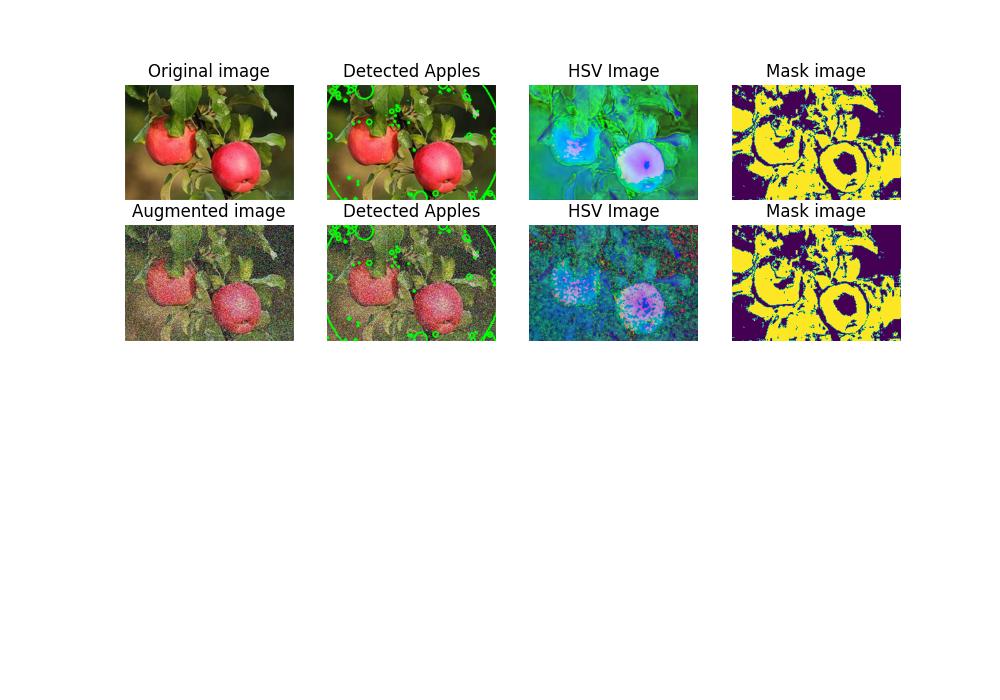 Original image
Detected Apples
HSV Image
Mask image
Augmented image
Detected Apples
HSV Image
Mask image